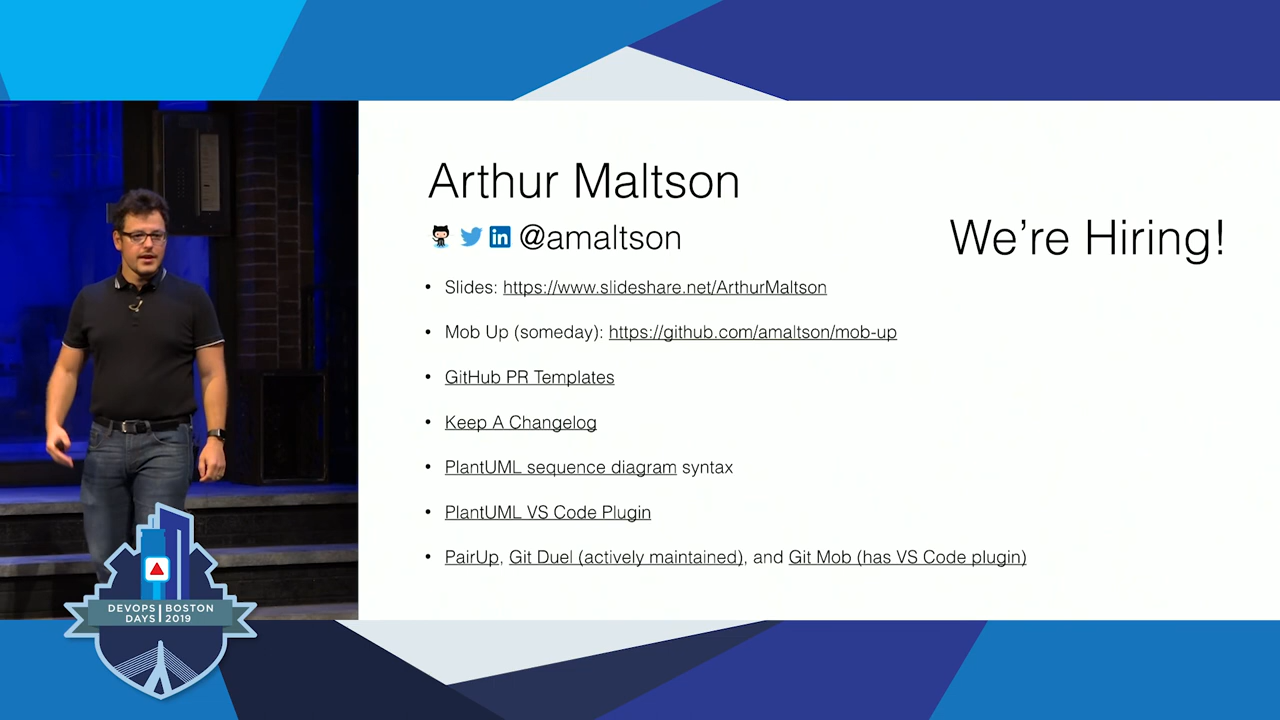 Arthur Maltson
@amaltson
We're Hiring!
• Slides: https://www.slideshare.net/ArthurMaltson
• Mob Up (someday): https://github.com/amaltson/mob-up
• GitHub PR Templates
• Keep A Changelog
• PlantUML sequence diagram syntax
• PlantUML VS Code Plugin
• PairUp, Git Duel (actively maintained), and Git Mob (has VS Code plugin)
DEVOPS BOSTON
DAYS 2019